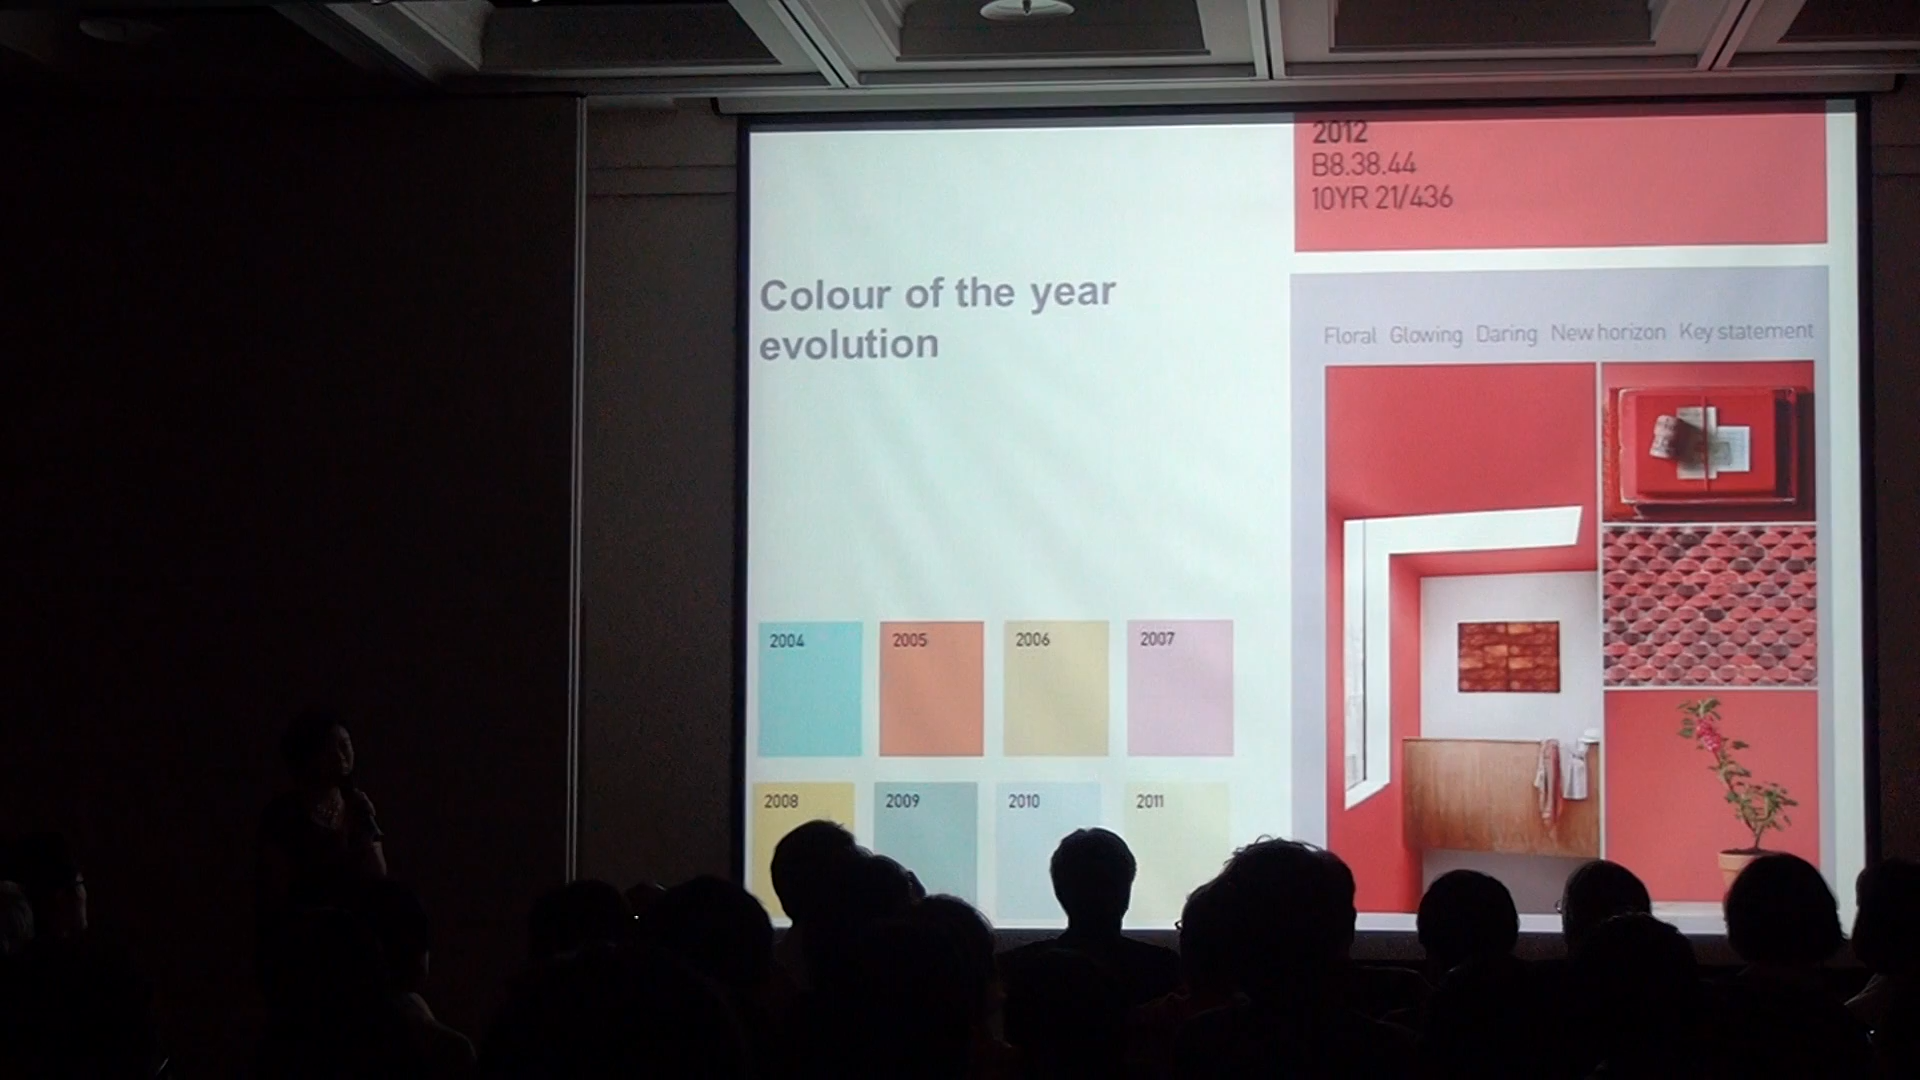 Colour of the year
evolution
2004
2005
2006
2007
2008
2009
2010
2011
2012
B8.38.44
10YR 21/436
Floral Glowing Daring New horizon Key statement